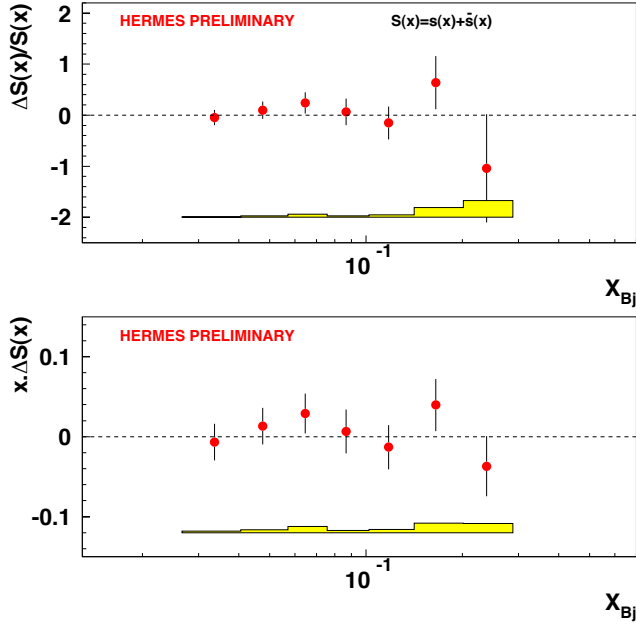 HERMES PRELIMINARY
S(x)=s(x)+s̄(x)
ΔS(x)/S(x)
2
1
0
-1
-2
10⁻¹
X_Bj
HERMES PRELIMINARY
x.ΔS(x)
0.1
0
-0.1
10⁻¹
X_Bj